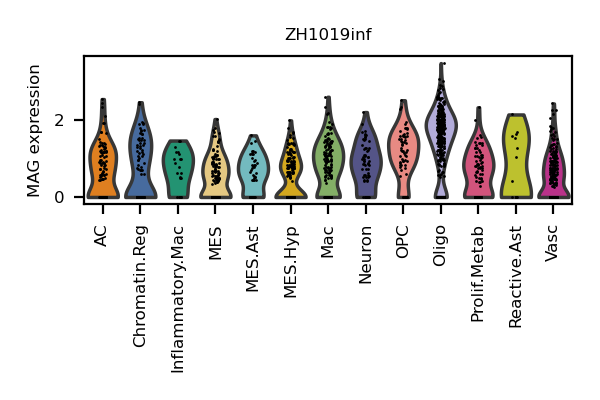 ZH1019inf
MAG expression
2
0
AC
Chromatin.Reg
Inflammatory.Mac
MES
MES.Ast
MES.Hyp
Mac
Neuron
OPC
Oligo
Prolif.Metab
Reactive.Ast
Vasc